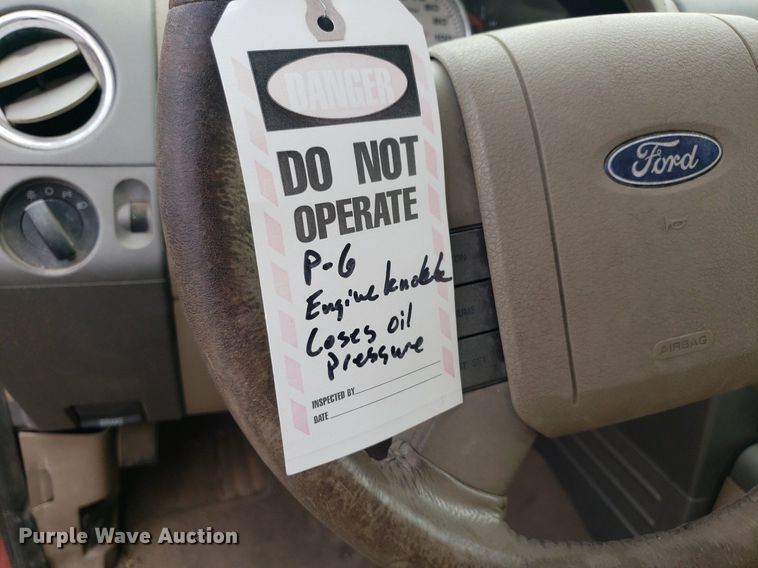 DANGER
DO NOT
OPERATE
P-6
Engine knock
Loses oil
pressure
INSPECTED BY
DATE
Ford
AIRBAG
Purple Wave Auction